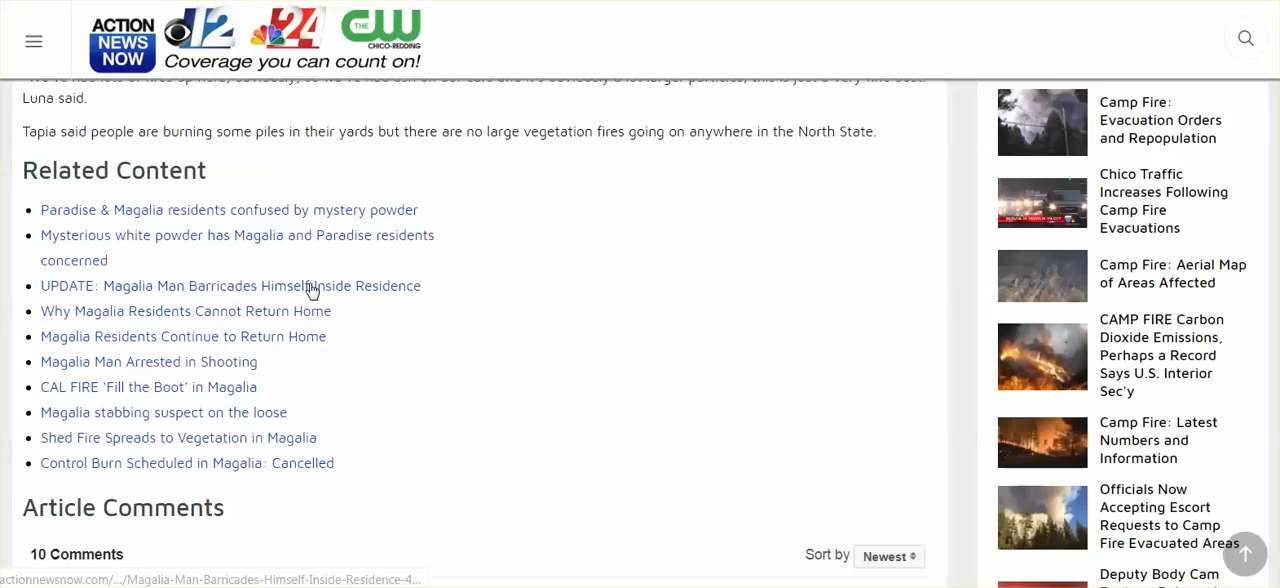 ACTION
NEWS
NOW
12
24
THE
CW
CHICO-REDDING
Coverage you can count on!
Luna said.
Tapia said people are burning some piles in their yards but there are no large vegetation fires going on anywhere in the North State.
Related Content
Paradise & Magalia residents confused by mystery powder
Mysterious white powder has Magalia and Paradise residents
concerned
UPDATE: Magalia Man Barricades Himself Inside Residence
Why Magalia Residents Cannot Return Home
Magalia Residents Continue to Return Home
Magalia Man Arrested in Shooting
CAL FIRE ‘Fill the Boot’ in Magalia
Magalia stabbing suspect on the loose
Shed Fire Spreads to Vegetation in Magalia
Control Burn Scheduled in Magalia: Cancelled
Article Comments
10 Comments
Sort by Newest
actionnewsnow.com/.../Magalia-Man-Barricades-Himself-Inside-Residence-4...
Camp Fire:
Evacuation Orders
and Repopulation
Chico Traffic
Increases Following
Camp Fire
Evacuations
Camp Fire: Aerial Map
of Areas Affected
CAMP FIRE Carbon
Dioxide Emissions,
Perhaps a Record
Says U.S. Interior
Sec'y
Camp Fire: Latest
Numbers and
Information
Officials Now
Accepting Escort
Requests to Camp
Fire Evacuated Areas
Deputy Body Cam